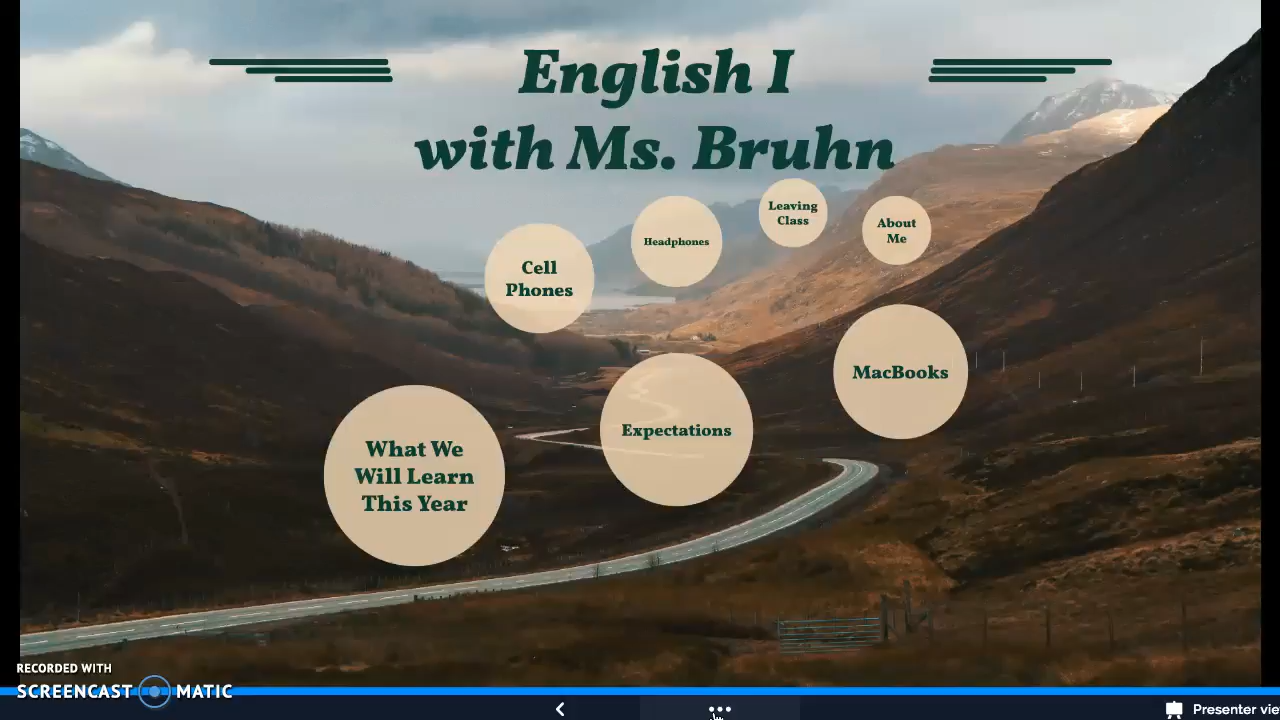 English I
with Ms. Bruhn
Leaving
Class
About
Me
Headphones
Cell
Phones
MacBooks
Expectations
What We
Will Learn
This Year
RECORDED WITH
SCREENCAST MATIC
Presenter vie